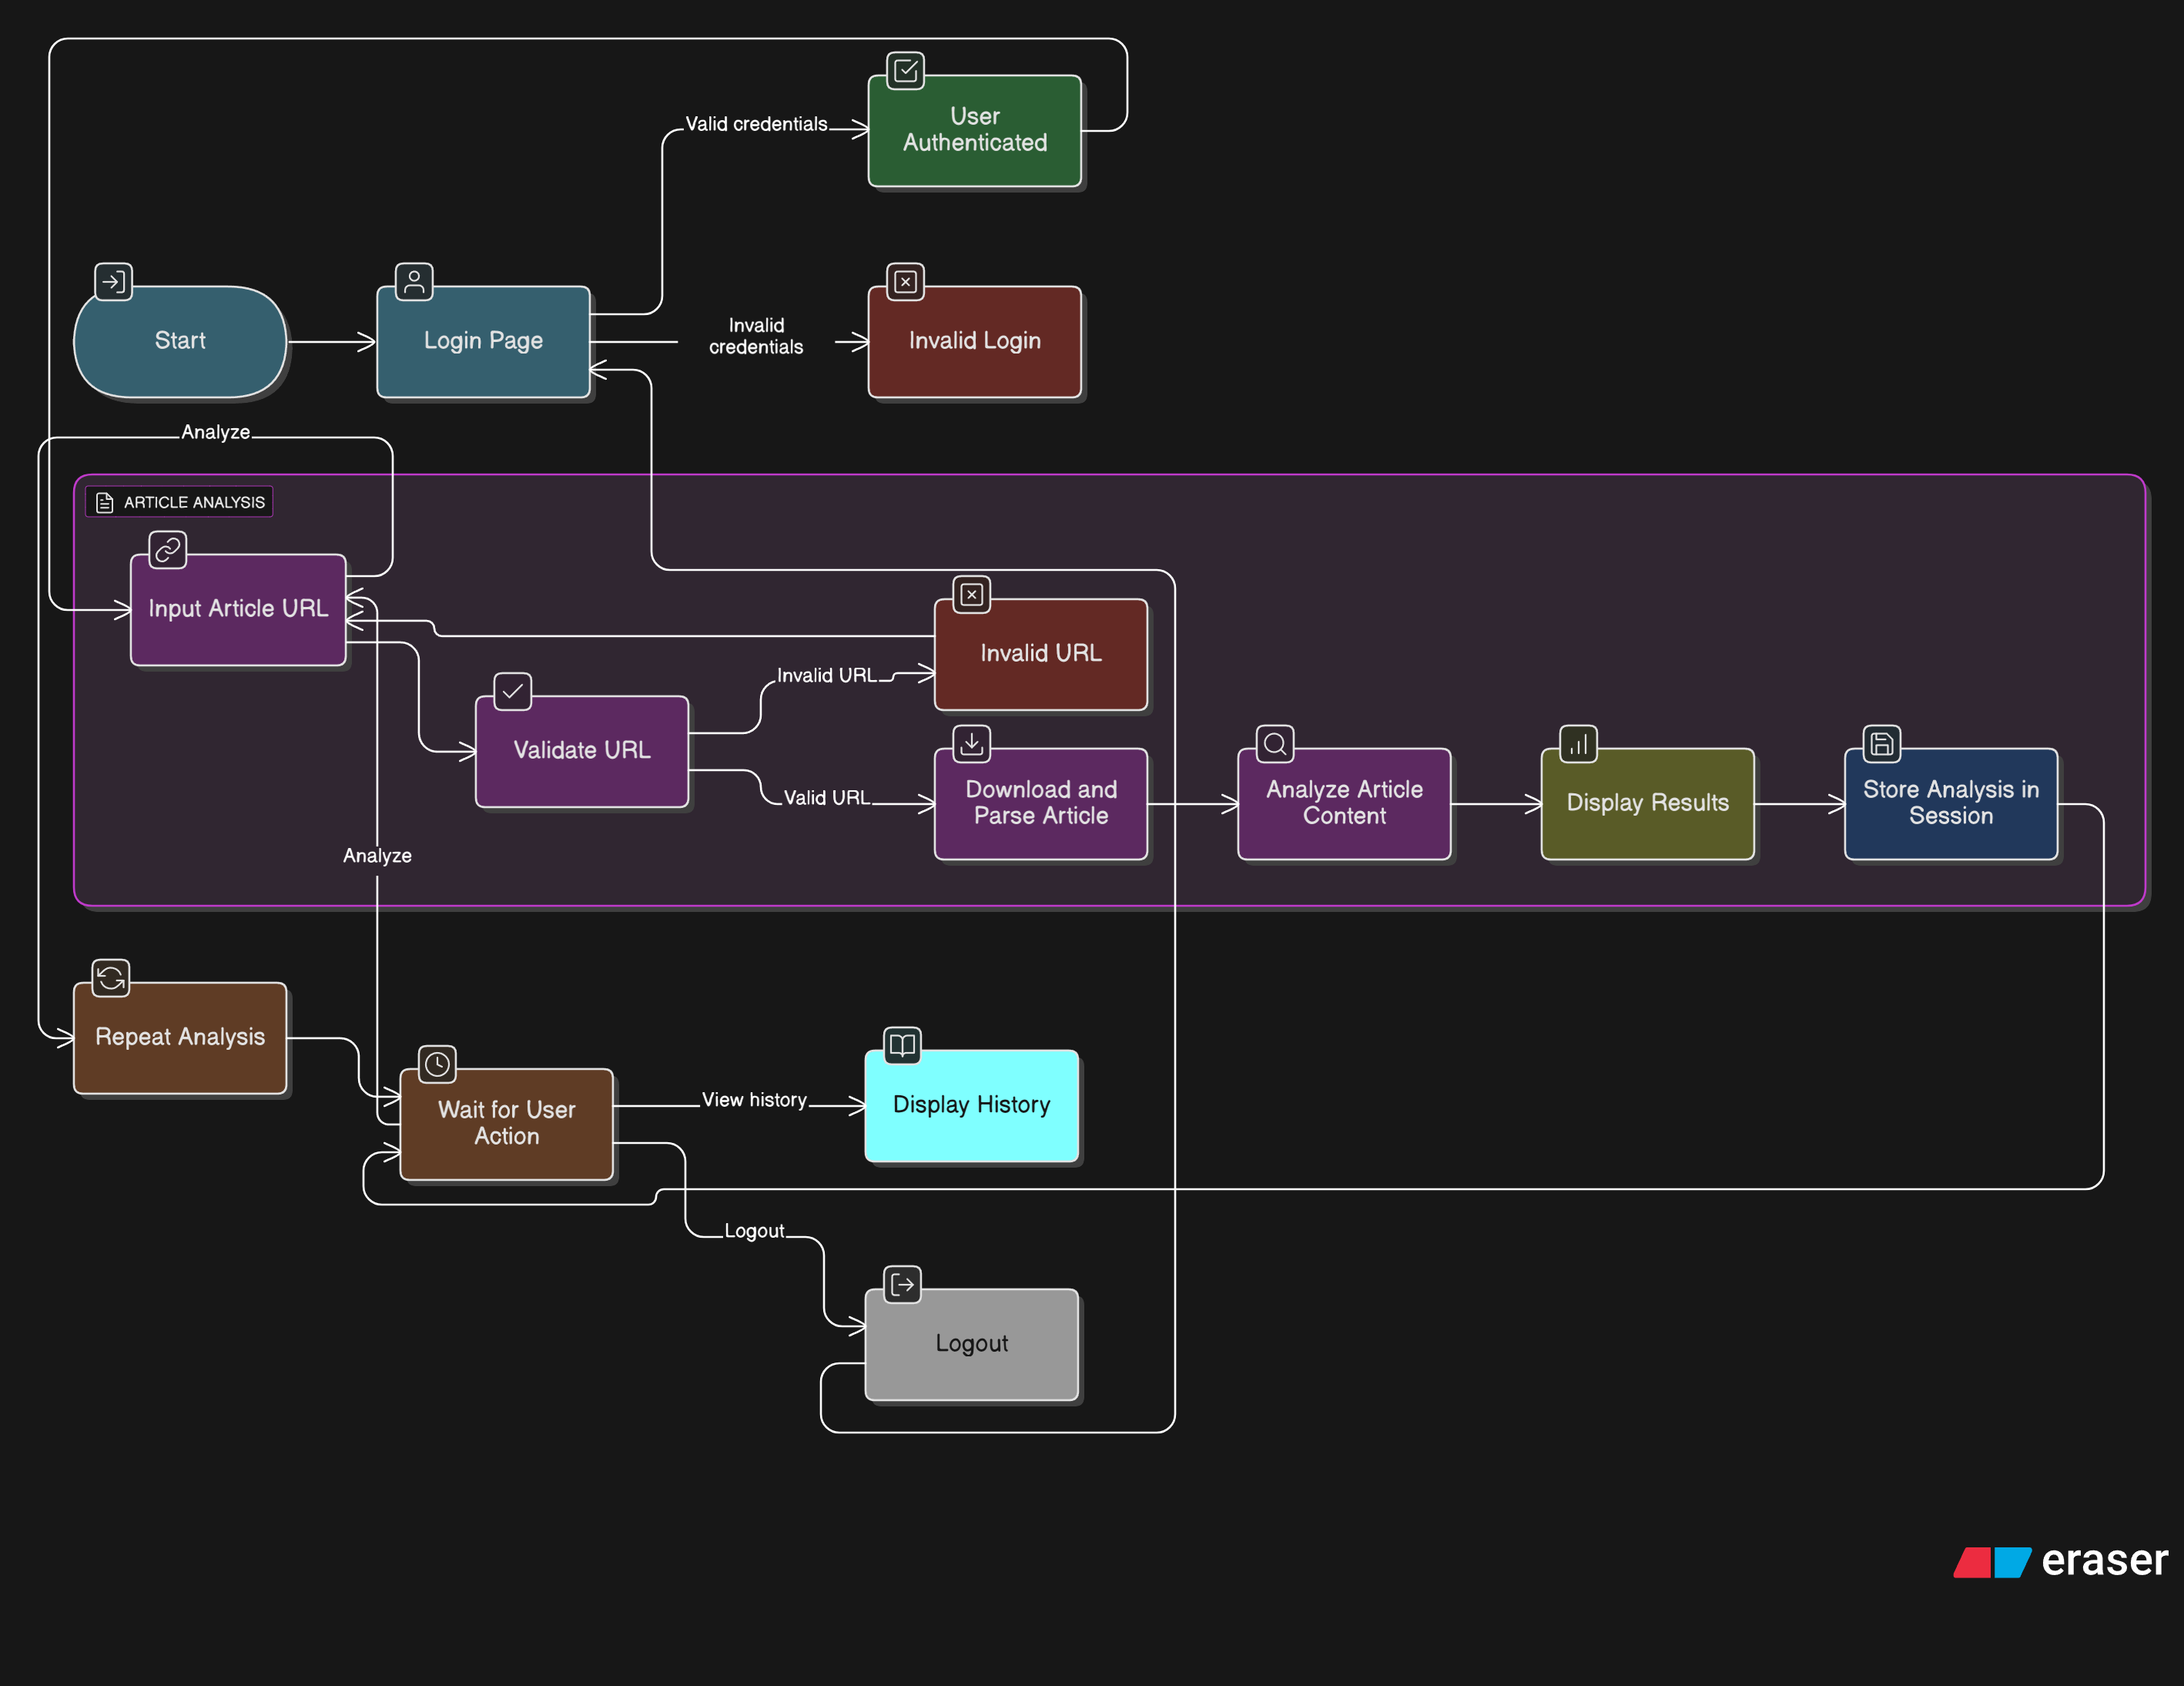 Valid credentials
User
Authenticated
Start
Login Page
Invalid
credentials
Invalid Login
Analyze
ARTICLE ANALYSIS
Input Article URL
Invalid URL
Invalid URL
Validate URL
Valid URL
Download and
Parse Article
Analyze Article
Content
Display Results
Store Analysis in
Session
Analyze
Repeat Analysis
Wait for User
Action
View history
Display History
Logout
Logout
eraser